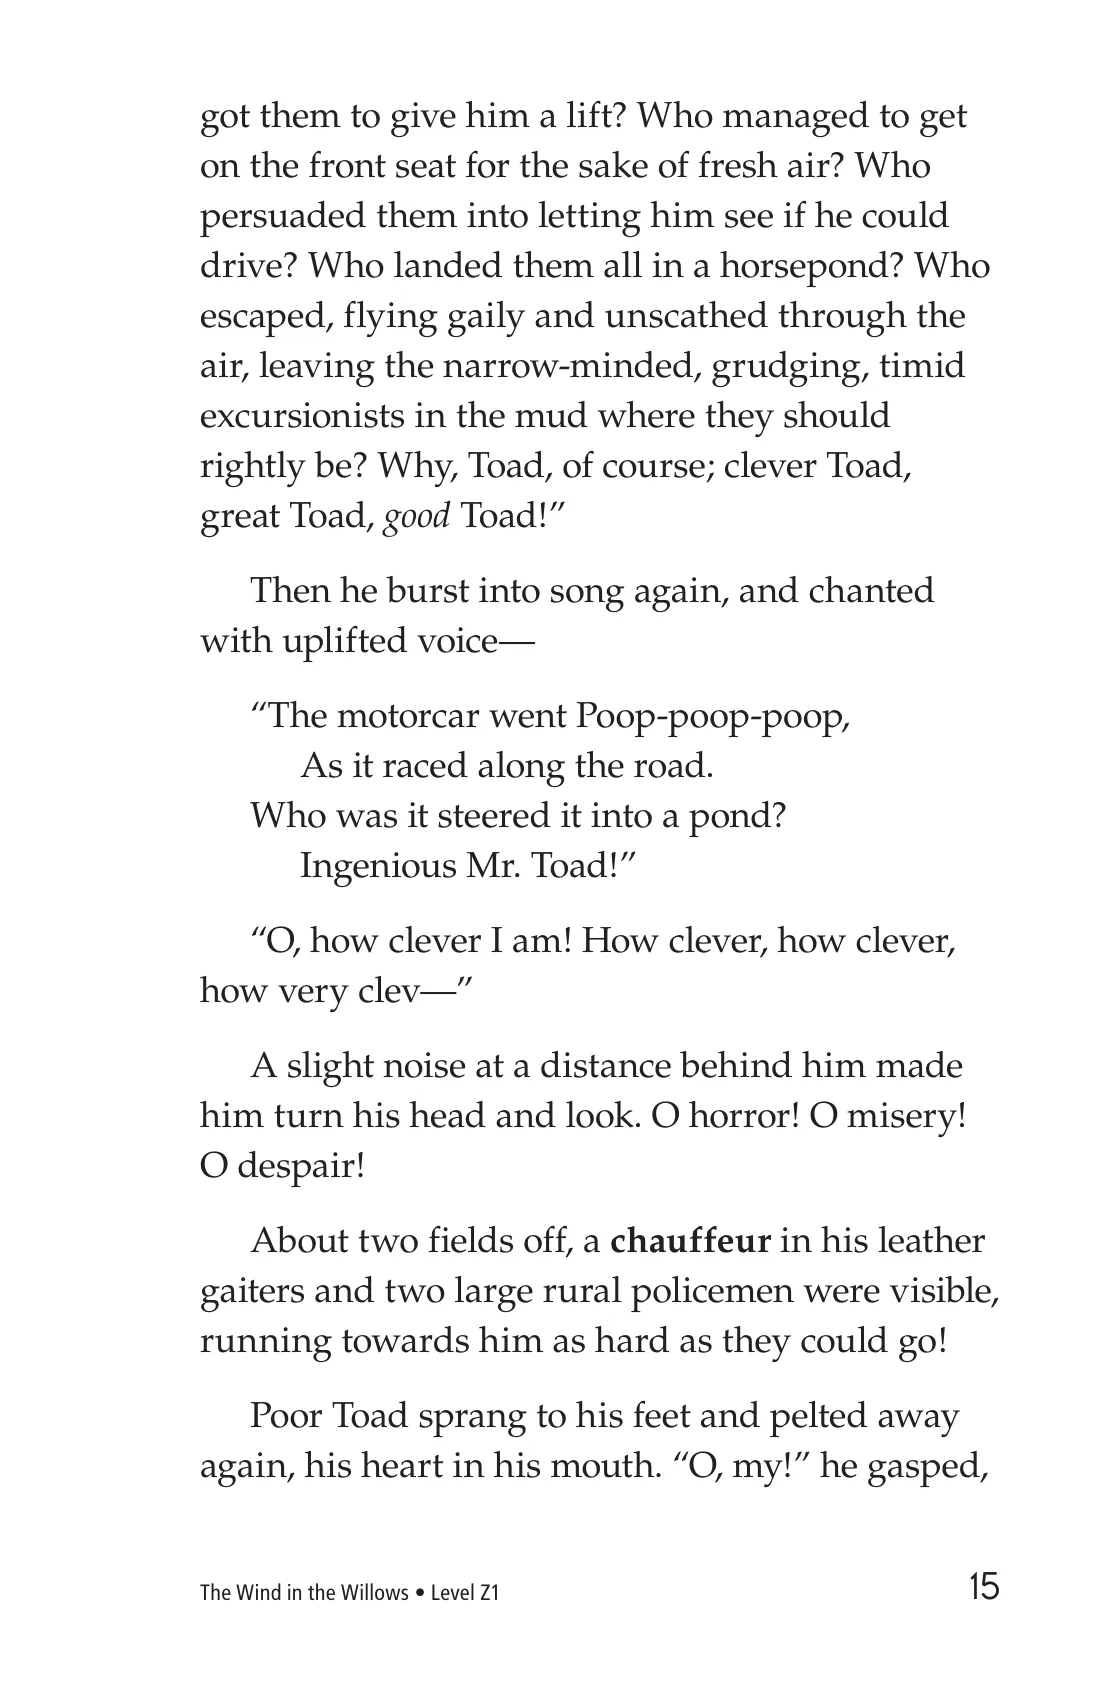 got them to give him a lift? Who managed to get
on the front seat for the sake of fresh air? Who
persuaded them into letting him see if he could
drive? Who landed them all in a horsepond? Who
escaped, flying gaily and unscathed through the
air, leaving the narrow-minded, grudging, timid
excursionists in the mud where they should
rightly be? Why, Toad, of course; clever Toad,
great Toad, good Toad!”
Then he burst into song again, and chanted
with uplifted voice—
“The motorcar went Poop-poop-poop,
As it raced along the road.
Who was it steered it into a pond?
Ingenious Mr. Toad!”
“O, how clever I am! How clever, how clever,
how very clev—”
A slight noise at a distance behind him made
him turn his head and look. O horror! O misery!
O despair!
About two fields off, a chauffeur in his leather
gaiters and two large rural policemen were visible,
running towards him as hard as they could go!
Poor Toad sprang to his feet and pelted away
again, his heart in his mouth. “O, my!” he gasped,
The Wind in the Willows • Level Z1
15